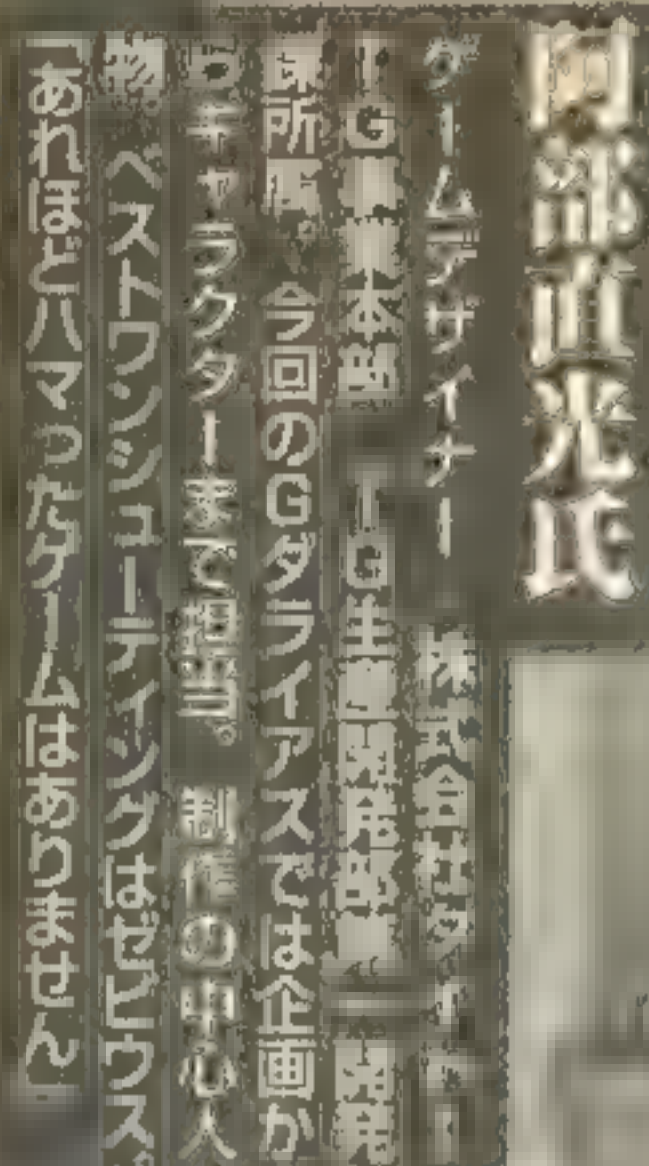 阿部直光氏
ゲームデザイナー 株式会社タイトー
IG事業本部 IG生産開発部 二開発
課所属。今回のGダライアスでは企画か
らキャラクターまで担当。制作の中心人
物。ベストワンシューティングはゼビウス。
「あれほどハマったゲームはありません」